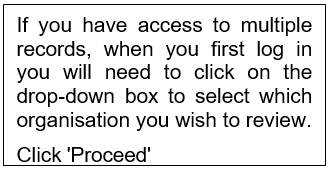 If you have access to multiple
records, when you first log in
you will need to click on the
drop-down box to select which
organisation you wish to review.
Click 'Proceed'